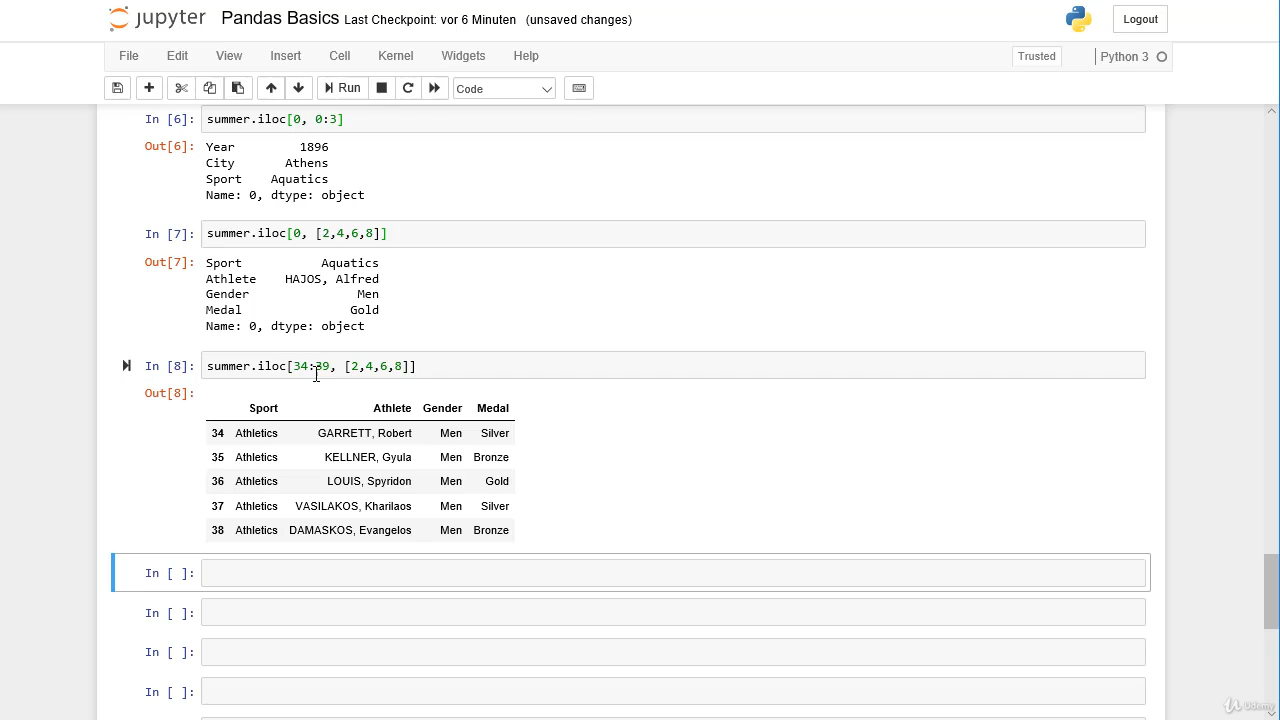 jupyter Pandas Basics Last Checkpoint: vor 6 Minuten (unsaved changes) Logout
File Edit View Insert Cell Kernel Widgets Help Trusted Python 3
Run Code
In [6]: summer.iloc[0, 0:3]
Out[6]: Year 1896
City Athens
Sport Aquatics
Name: 0, dtype: object
In [7]: summer.iloc[0, [2,4,6,8]]
Out[7]: Sport Aquatics
Athlete HAJOS, Alfred
Gender Men
Medal Gold
Name: 0, dtype: object
In [8]: summer.iloc[34:39, [2,4,6,8]]
Out[8]:
Sport Athlete Gender Medal
34 Athletics GARRETT, Robert Men Silver
35 Athletics KELLNER, Gyula Men Bronze
36 Athletics LOUIS, Spyridon Men Gold
37 Athletics VASILAKOS, Kharilaos Men Silver
38 Athletics DAMASKOS, Evangelos Men Bronze
In [ ]:
In [ ]:
In [ ]:
In [ ]:
Udemy